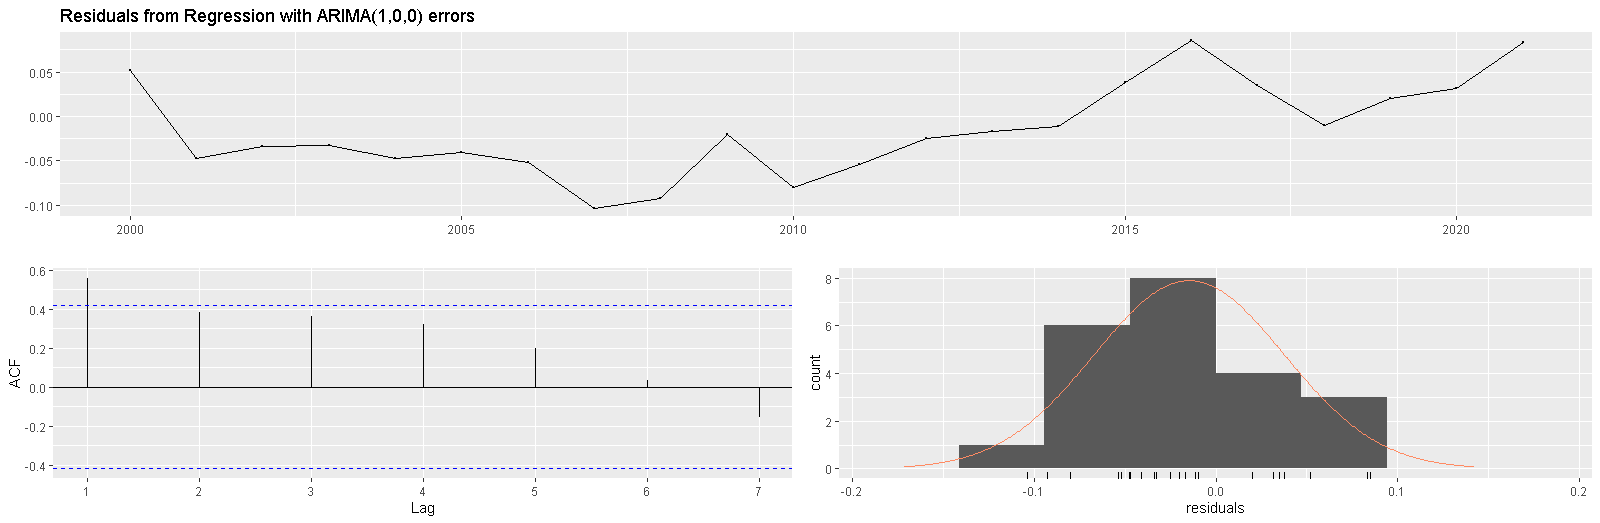 Residuals from Regression with ARIMA(1,0,0) errors
0.05
0.00
-0.05
-0.10
2000 2005 2010 2015 2020
ACF
0.6
0.4
0.2
0.0
-0.2
-0.4
1 2 3 4 5 6 7
Lag
count
8
6
4
2
0
-0.2 -0.1 0.0 0.1 0.2
residuals